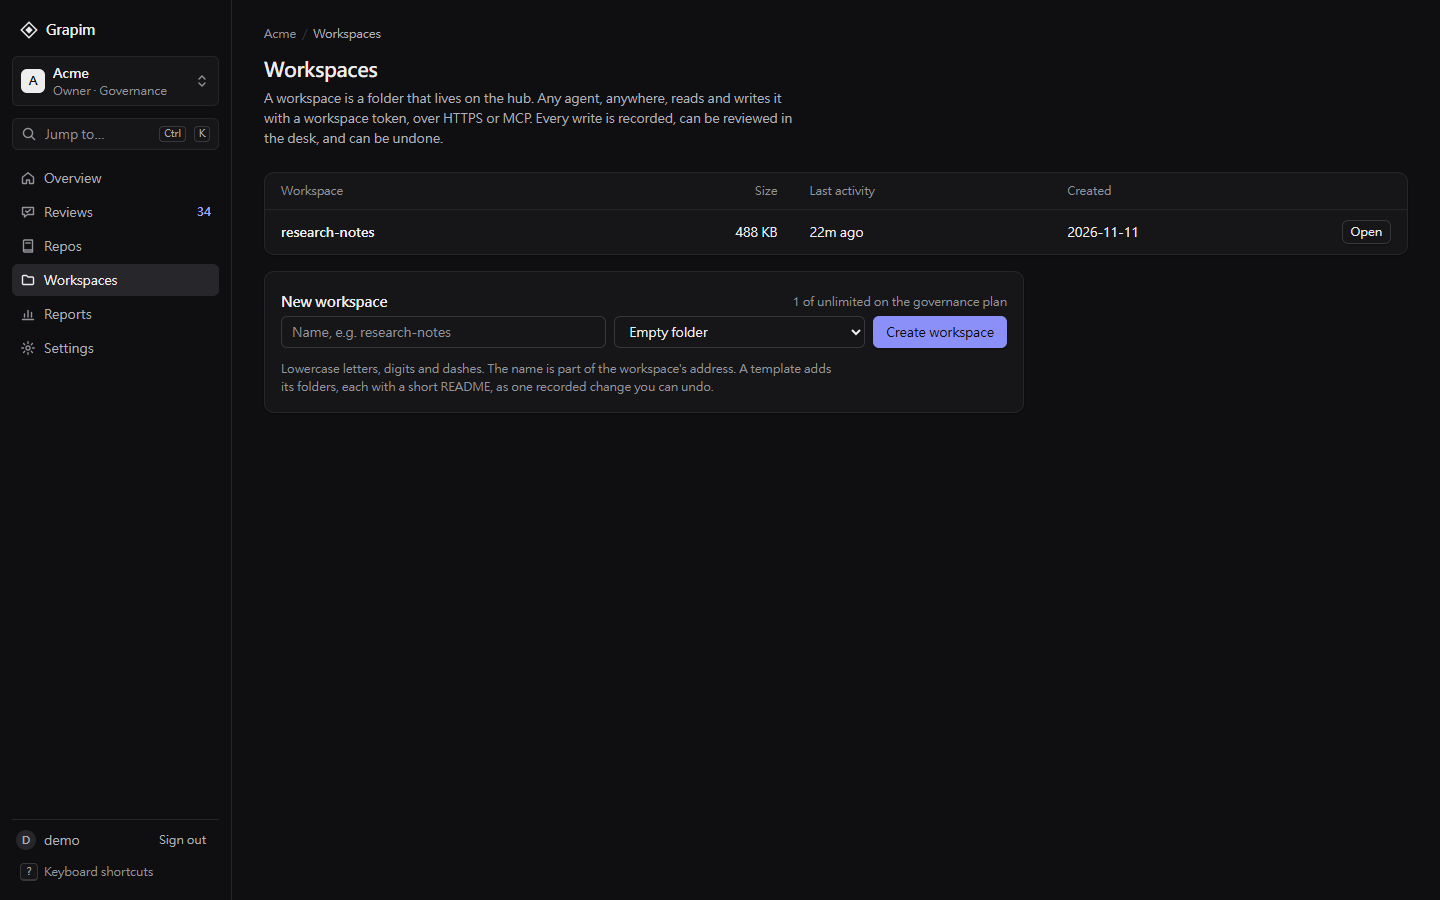 Grapim
A
Acme
Owner · Governance
Jump to...
Ctrl
K
Overview
Reviews
34
Repos
Workspaces
Reports
Settings
D
demo
Sign out
?
Keyboard shortcuts
Acme / Workspaces
Workspaces
A workspace is a folder that lives on the hub. Any agent, anywhere, reads and writes it
with a workspace token, over HTTPS or MCP. Every write is recorded, can be reviewed in
the desk, and can be undone.
Workspace Size Last activity Created
research-notes 488 KB 22m ago 2026-11-11 Open
New workspace 1 of unlimited on the governance plan
Name, e.g. research-notes Empty folder Create workspace
Lowercase letters, digits and dashes. The name is part of the workspace's address. A template adds
its folders, each with a short README, as one recorded change you can undo.